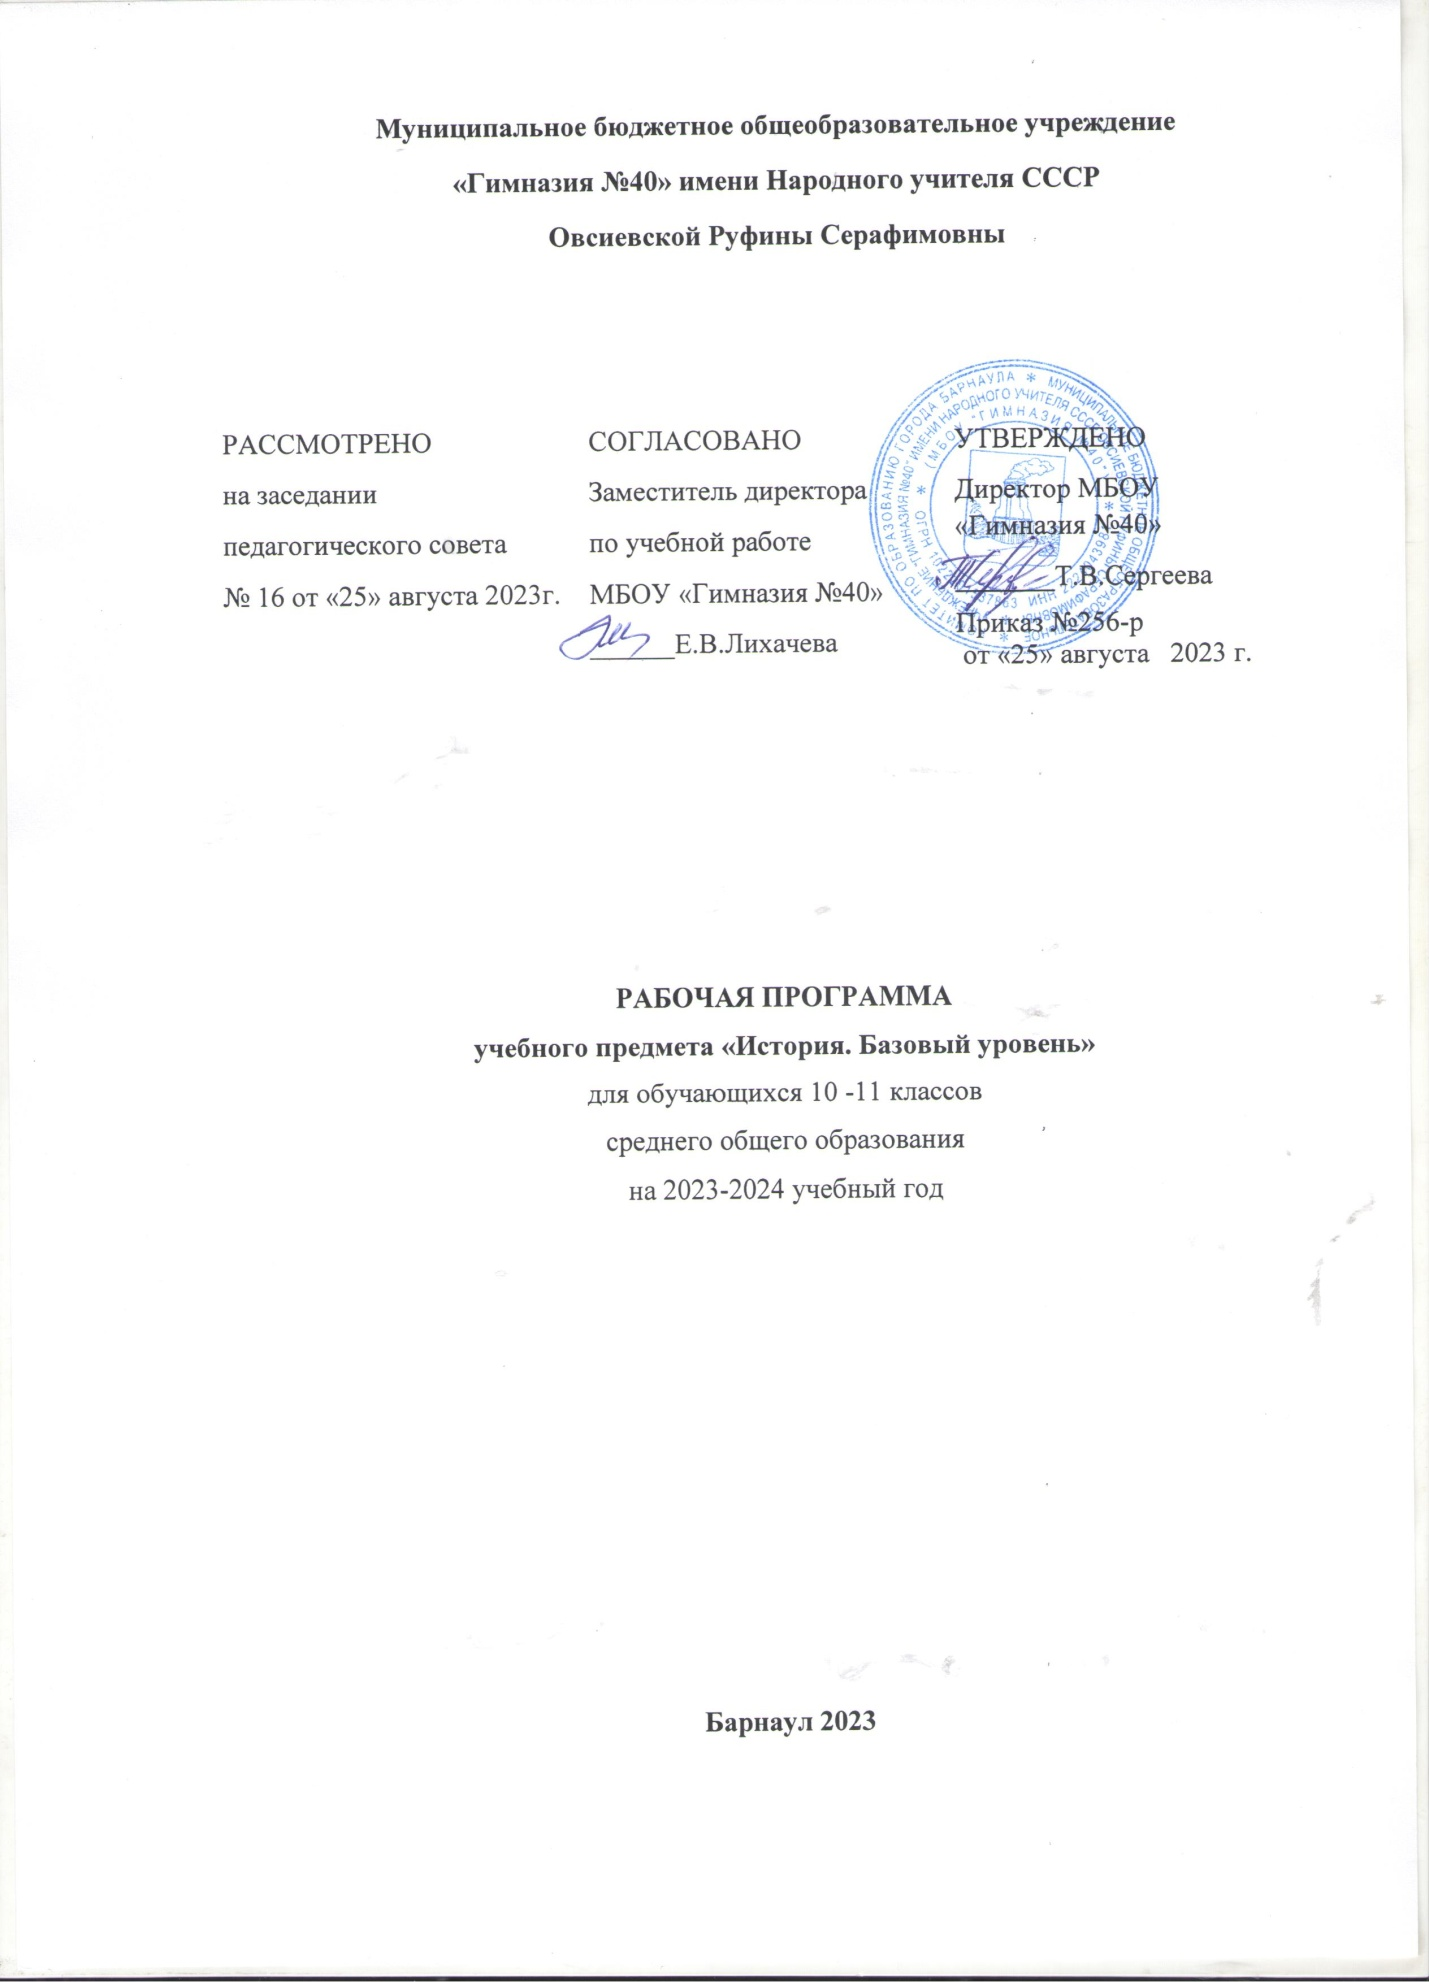 Муниципальное бюджетное общеобразовательное учреждение
«Гимназия №40» имени Народного учителя СССР
Овсиевской Руфины Серафимовны
РАССМОТРЕНО
на заседании
педагогического совета
№ 16 от «25» августа 2023г.
СОГЛАСОВАНО
Заместитель директора
по учебной работе
МБОУ «Гимназия №40»
Е.В.Лихачева
УТВЕРЖДЕНО
Директор МБОУ
«Гимназия №40»
Т.В.Сергеева
Приказ №256-р
от «25» августа 2023 г.
РАБОЧАЯ ПРОГРАММА
учебного предмета «История. Базовый уровень»
для обучающихся 10 -11 классов
среднего общего образования
на 2023-2024 учебный год
Барнаул 2023